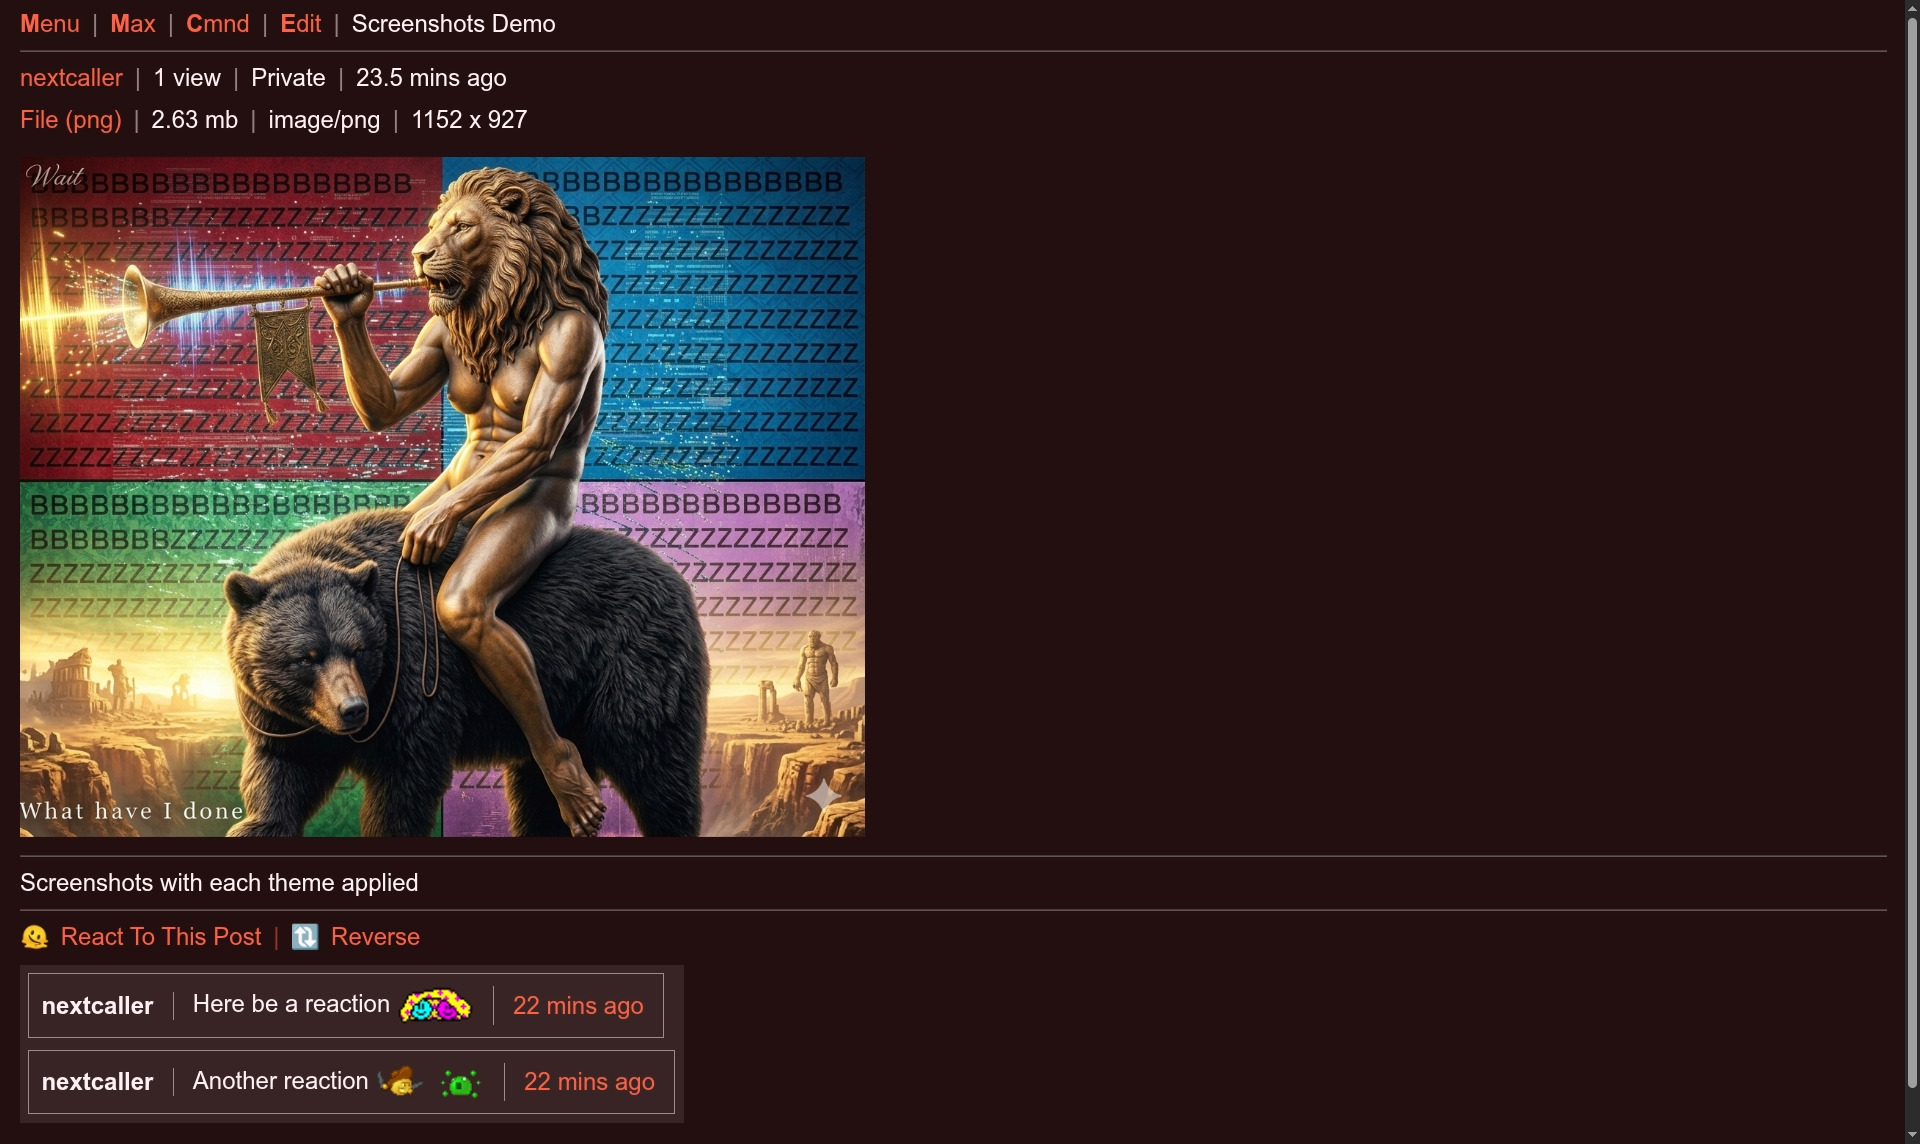 Menu | Max | Cmnd | Edit | Screenshots Demo
nextcaller | 1 view | Private | 23.5 mins ago
File (png) | 2.63 mb | image/png | 1152 x 927
Wait
What have I done
Screenshots with each theme applied
React To This Post | Reverse
nextcaller | Here be a reaction | 22 mins ago
nextcaller | Another reaction | 22 mins ago